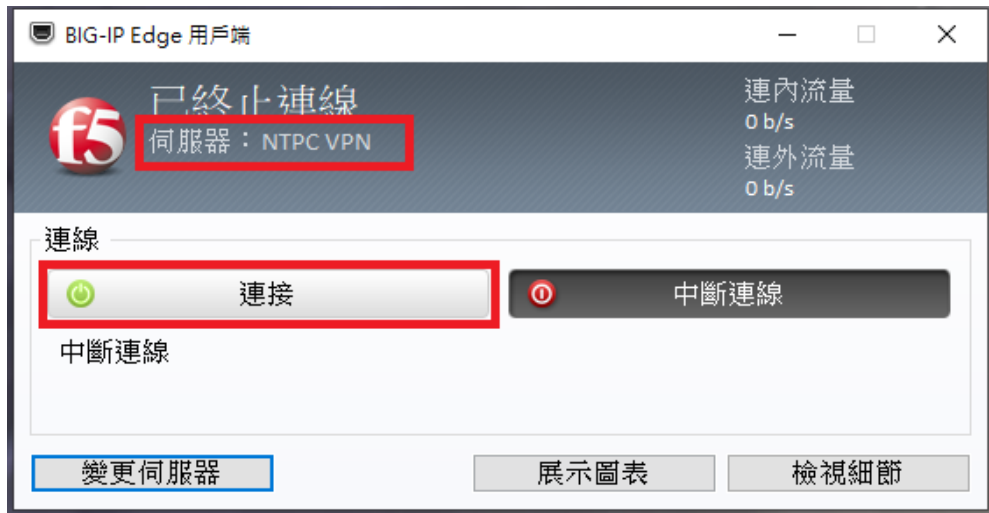 BIG-IP Edge 用戶端
f5
已終止連線
伺服器：NTPC VPN
連內流量
0 b/s
連外流量
0 b/s
連線
連接
中斷連線
中斷連線
變更伺服器
展示圖表
檢視細節